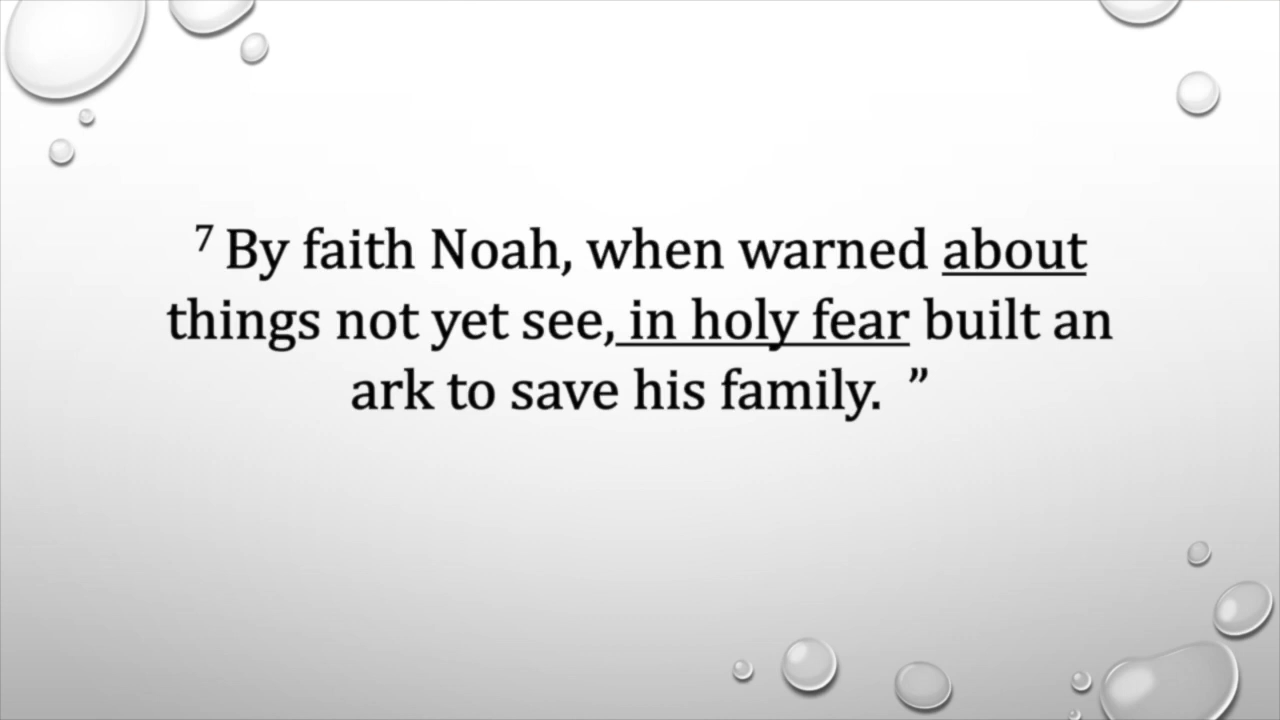 ⁷ By faith Noah, when warned about
things not yet see, in holy fear built an
ark to save his family. ”